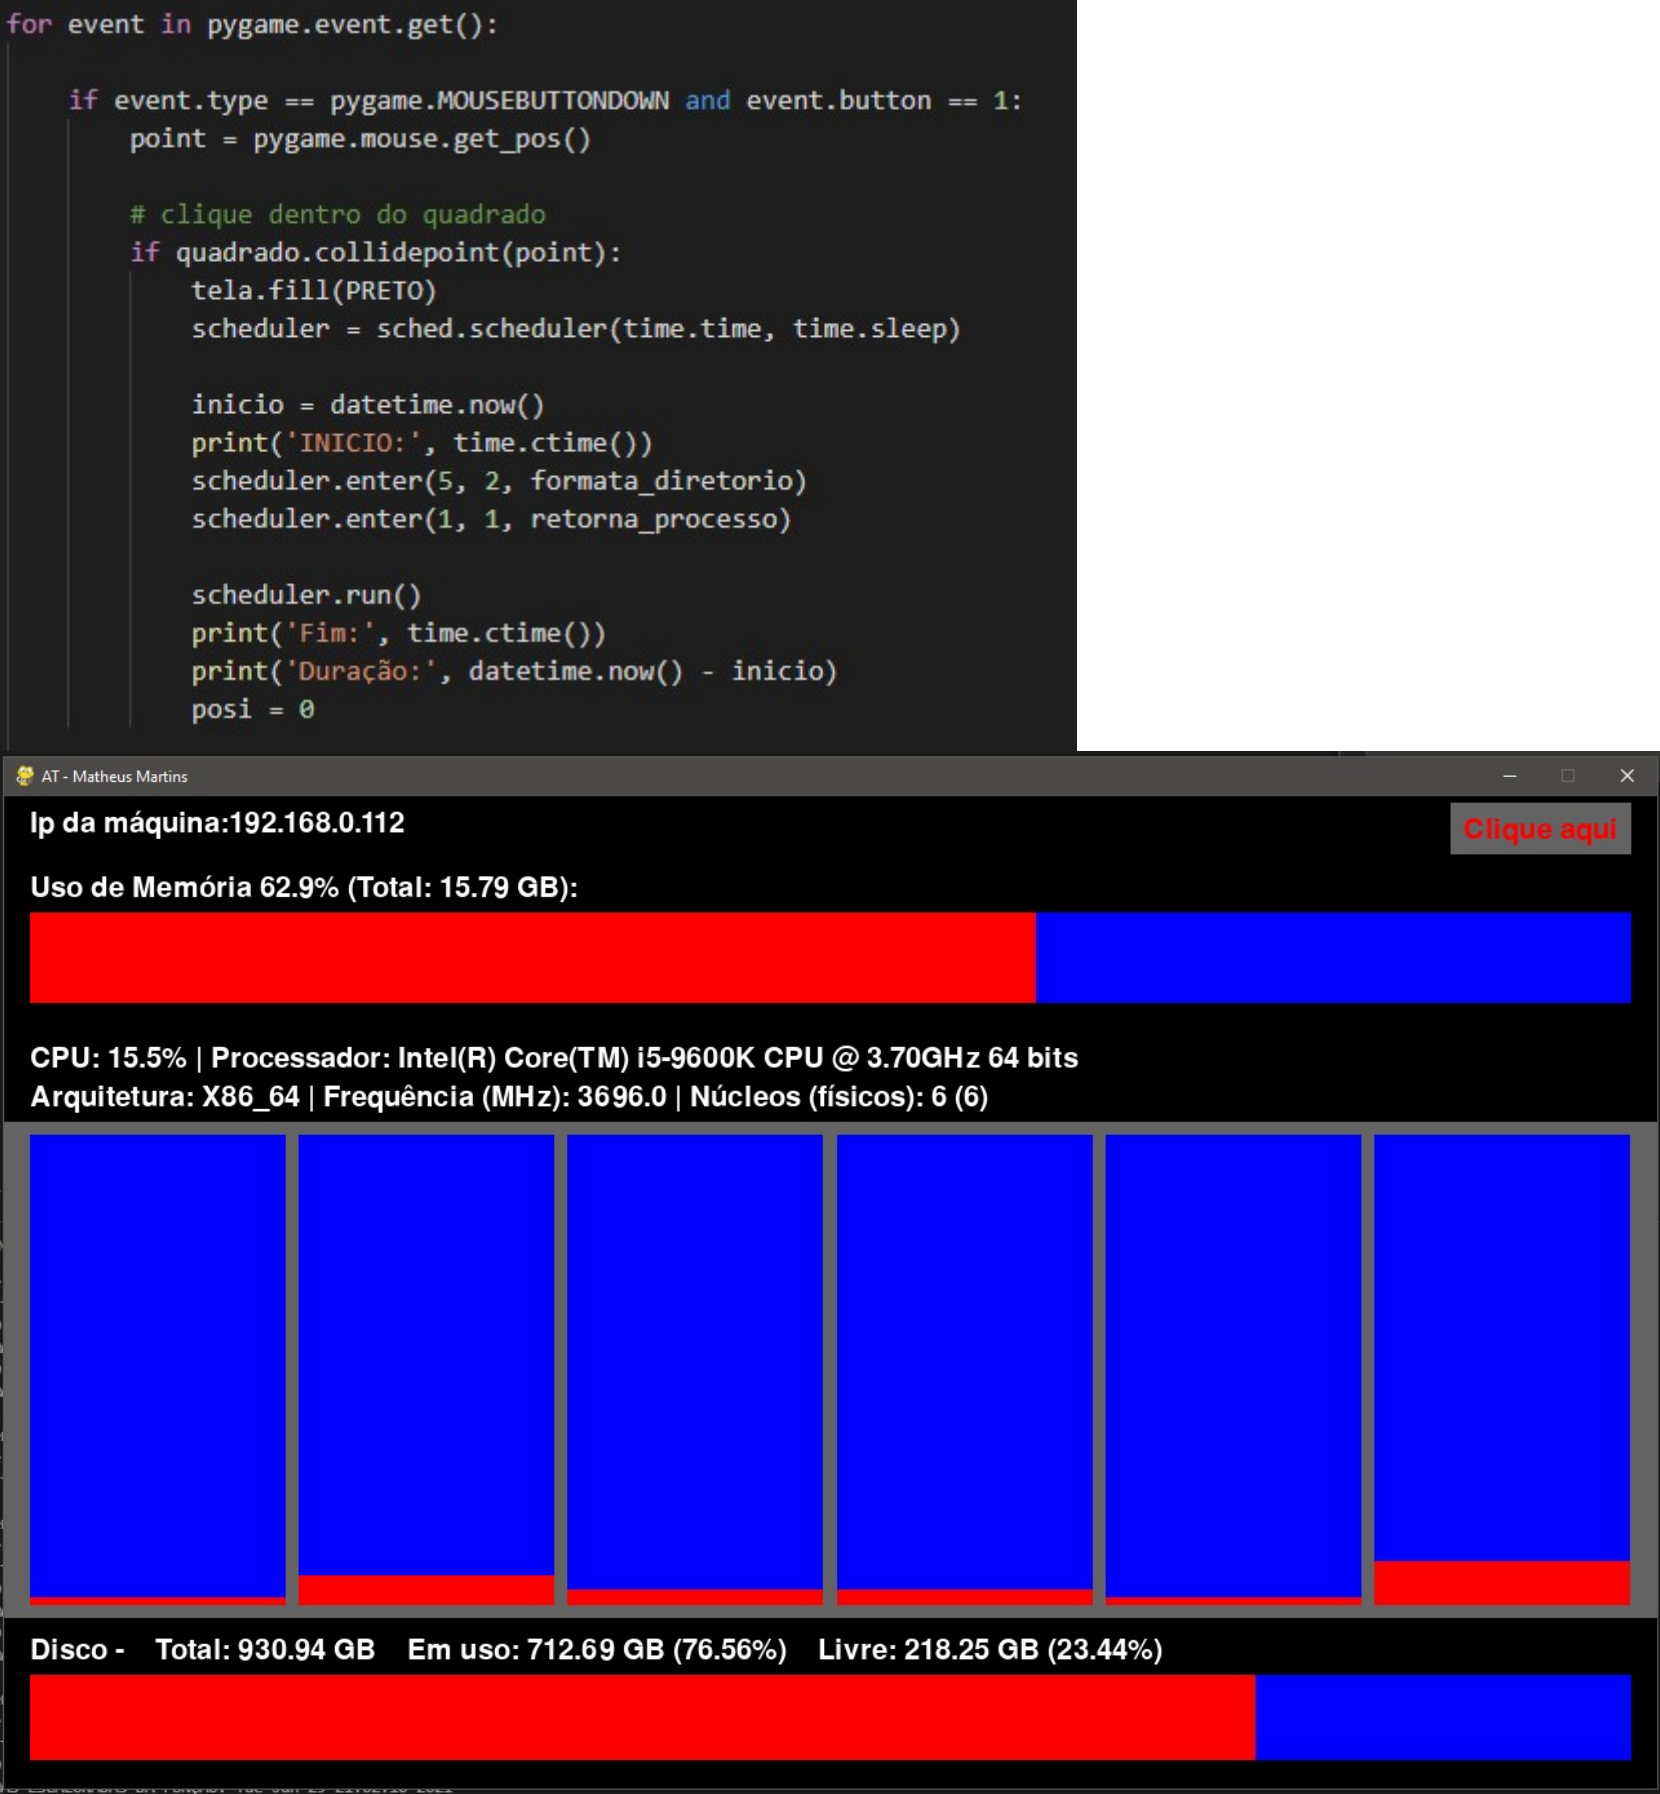 for event in pygame.event.get():
if event.type == pygame.MOUSEBUTTONDOWN and event.button == 1:
point = pygame.mouse.get_pos()
# clique dentro do quadrado
if quadrado.collidepoint(point):
tela.fill(PRETO)
scheduler = sched.scheduler(time.time, time.sleep)
inicio = datetime.now()
print('INICIO:', time.ctime())
scheduler.enter(5, 2, formata_diretorio)
scheduler.enter(1, 1, retorna_processo)
scheduler.run()
print('Fim:', time.ctime())
print('Duração:', datetime.now() - inicio)
posi = 0
AT - Matheus Martins
Ip da máquina:192.168.0.112
Clique aqui
Uso de Memória 62.9% (Total: 15.79 GB):
CPU: 15.5% | Processador: Intel(R) Core(TM) i5-9600K CPU @ 3.70GHz 64 bits
Arquitetura: X86_64 | Frequência (MHz): 3696.0 | Núcleos (físicos): 6 (6)
Disco - Total: 930.94 GB Em uso: 712.69 GB (76.56%) Livre: 218.25 GB (23.44%)